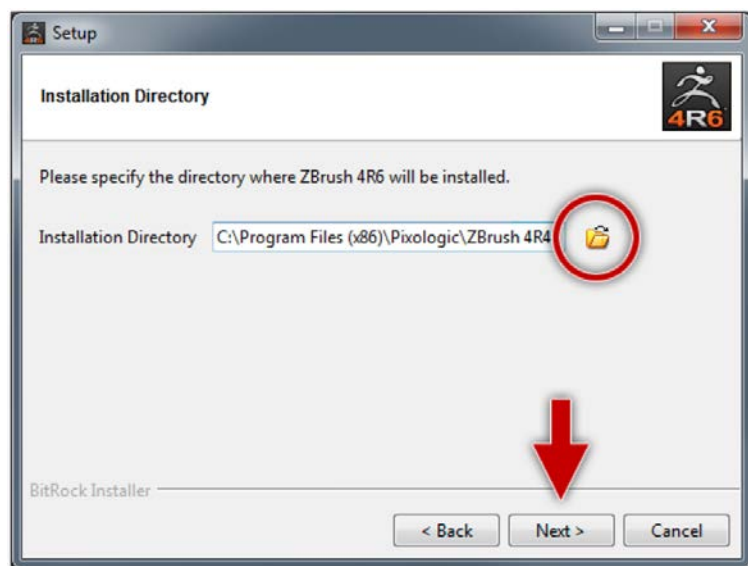 Setup
Installation Directory
4R6
Please specify the directory where ZBrush 4R6 will be installed.
Installation Directory C:\Program Files (x86)\Pixologic\ZBrush 4R4
BitRock Installer
< Back Next > Cancel